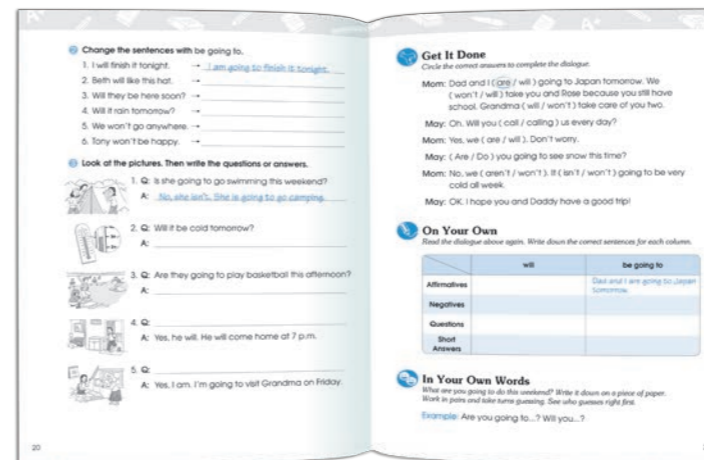 2 Change the sentences with be going to.
1. I will finish it tonight. → I am going to finish it tonight.
2. Beth will like this hat. →
3. Will they be here soon? →
4. Will it rain tomorrow? →
5. We won't go anywhere. →
6. Tony won't be happy. →
3 Look at the pictures. Then write the questions or answers.
1. Q: Is she going to go swimming this weekend?
A: No, she isn't. She is going to go camping.
2. Q: Will it be cold tomorrow?
A:
3. Q: Are they going to play basketball this afternoon?
A:
4. Q:
A: Yes, he will. He will come home at 7 p.m.
5. Q:
A: Yes, I am. I'm going to visit Grandma on Friday.
20
Get It Done
Circle the correct answers to complete the dialogue.
Mom: Dad and I ( are / will ) going to Japan tomorrow. We
( won't / will ) take you and Rose because you still have
school. Grandma ( will / won't ) take care of you two.
May: Oh. Will you ( call / calling ) us every day?
Mom: Yes, we ( are / will ). Don't worry.
May: ( Are / Do ) you going to see snow this time?
Mom: No, we ( aren't / won't ). It ( isn't / won't ) going to be very
cold all week.
May: OK. I hope you and Daddy have a good trip!
On Your Own
Read the dialogue above again. Write down the correct sentences for each column.
will be going to
Affirmatives Dad and I are going to Japan
tomorrow.
Negatives
Questions
Short
Answers
In Your Own Words
What are you going to do this weekend? Write it down on a piece of paper.
Work in pairs and take turns guessing. See who guesses right first.
Example: Are you going to...? Will you...?